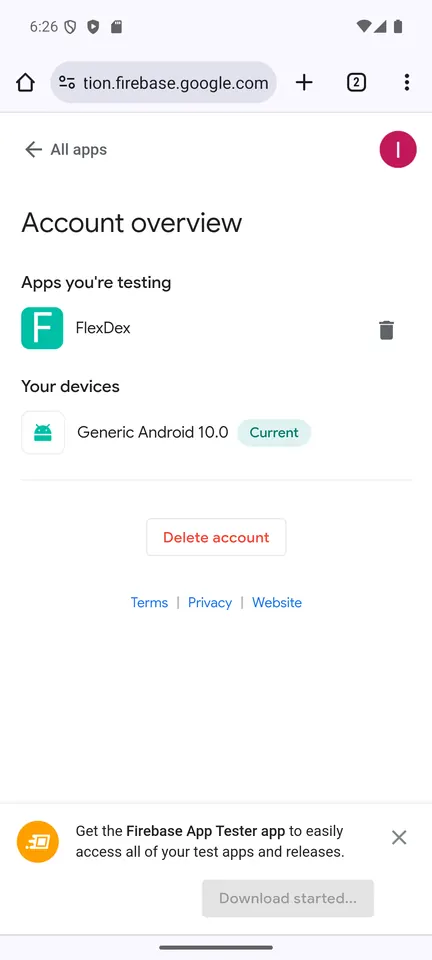 6:26
tion.firebase.google.com
2
All apps
I
Account overview
Apps you're testing
F
FlexDex
Your devices
Generic Android 10.0
Current
Delete account
Terms | Privacy | Website
Get the Firebase App Tester app to easily
access all of your test apps and releases.
Download started...